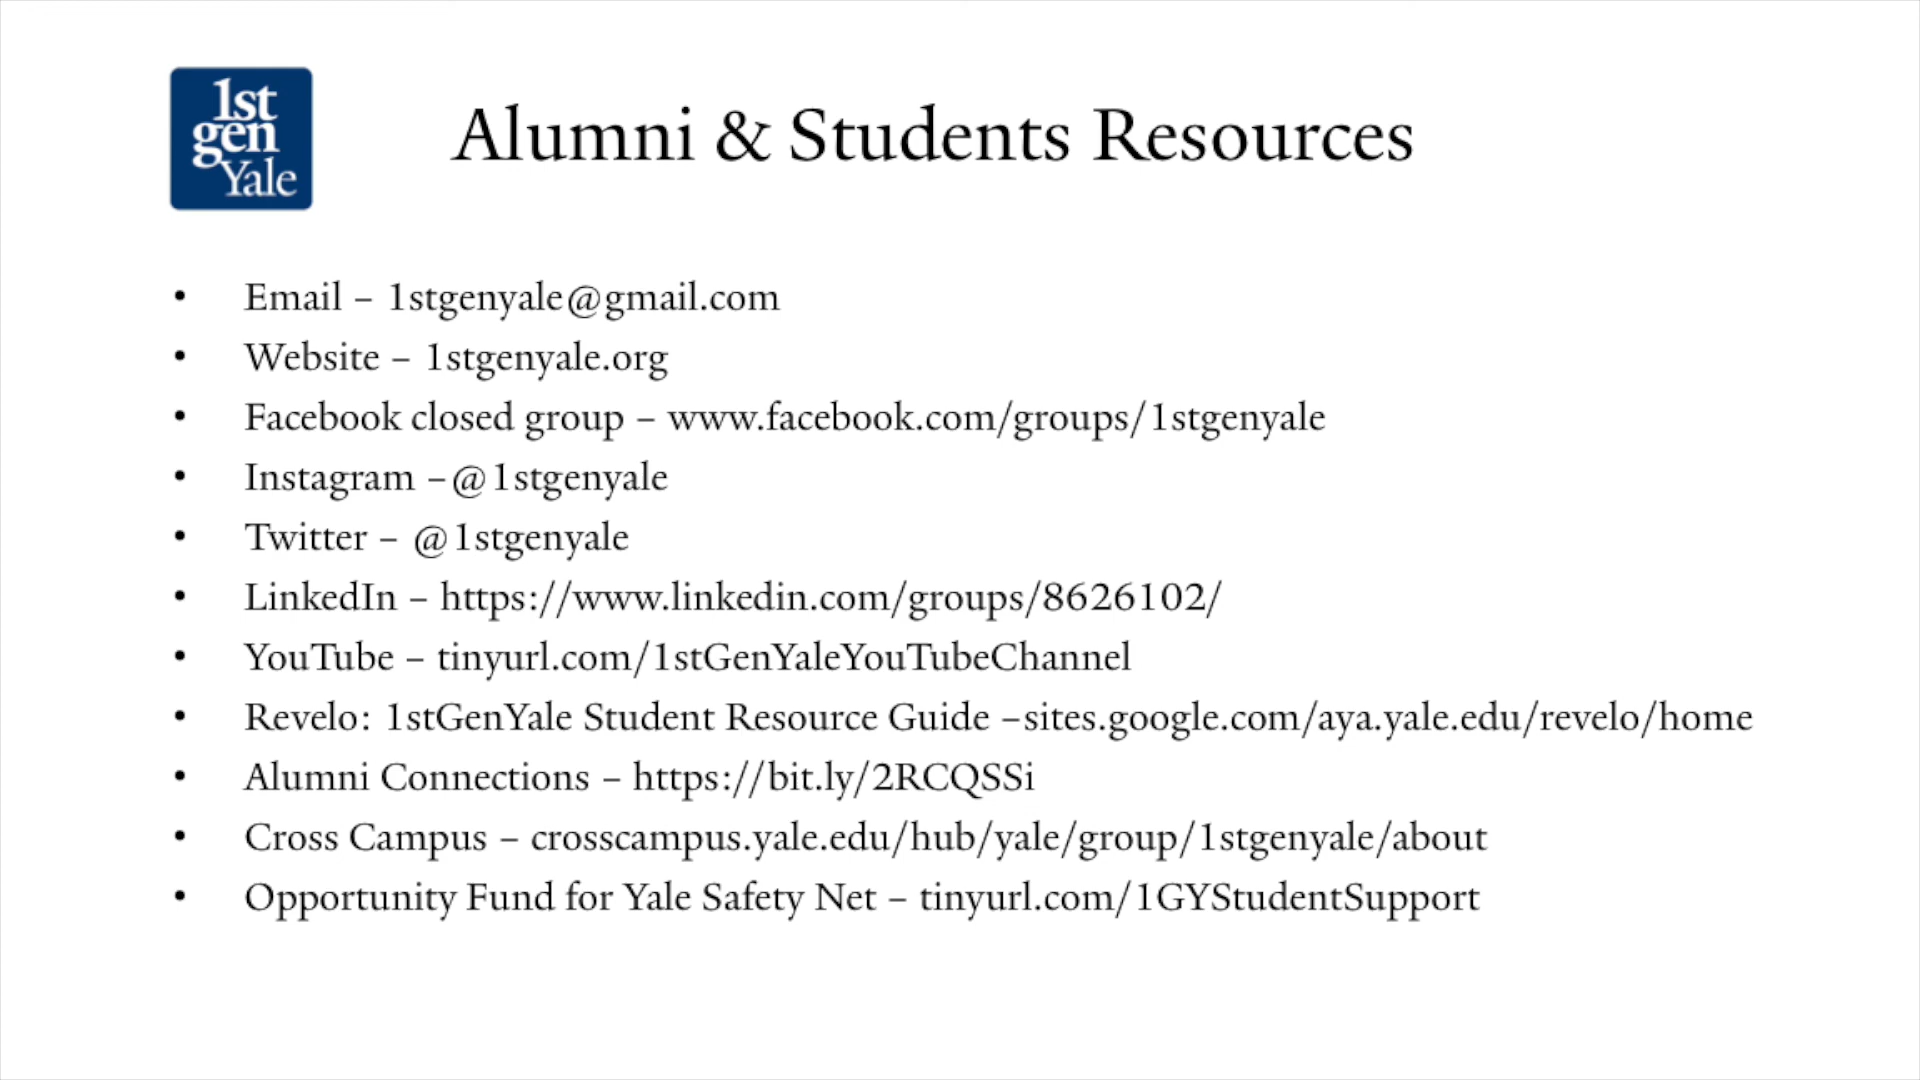 1st
gen
Yale
Alumni & Students Resources
• Email – 1stgenyale@gmail.com
• Website – 1stgenyale.org
• Facebook closed group – www.facebook.com/groups/1stgenyale
• Instagram –@1stgenyale
• Twitter – @1stgenyale
• LinkedIn – https://www.linkedin.com/groups/8626102/
• YouTube – tinyurl.com/1stGenYaleYouTubeChannel
• Revelo: 1stGenYale Student Resource Guide –sites.google.com/aya.yale.edu/revelo/home
• Alumni Connections – https://bit.ly/2RCQSSi
• Cross Campus – crosscampus.yale.edu/hub/yale/group/1stgenyale/about
• Opportunity Fund for Yale Safety Net – tinyurl.com/1GYStudentSupport